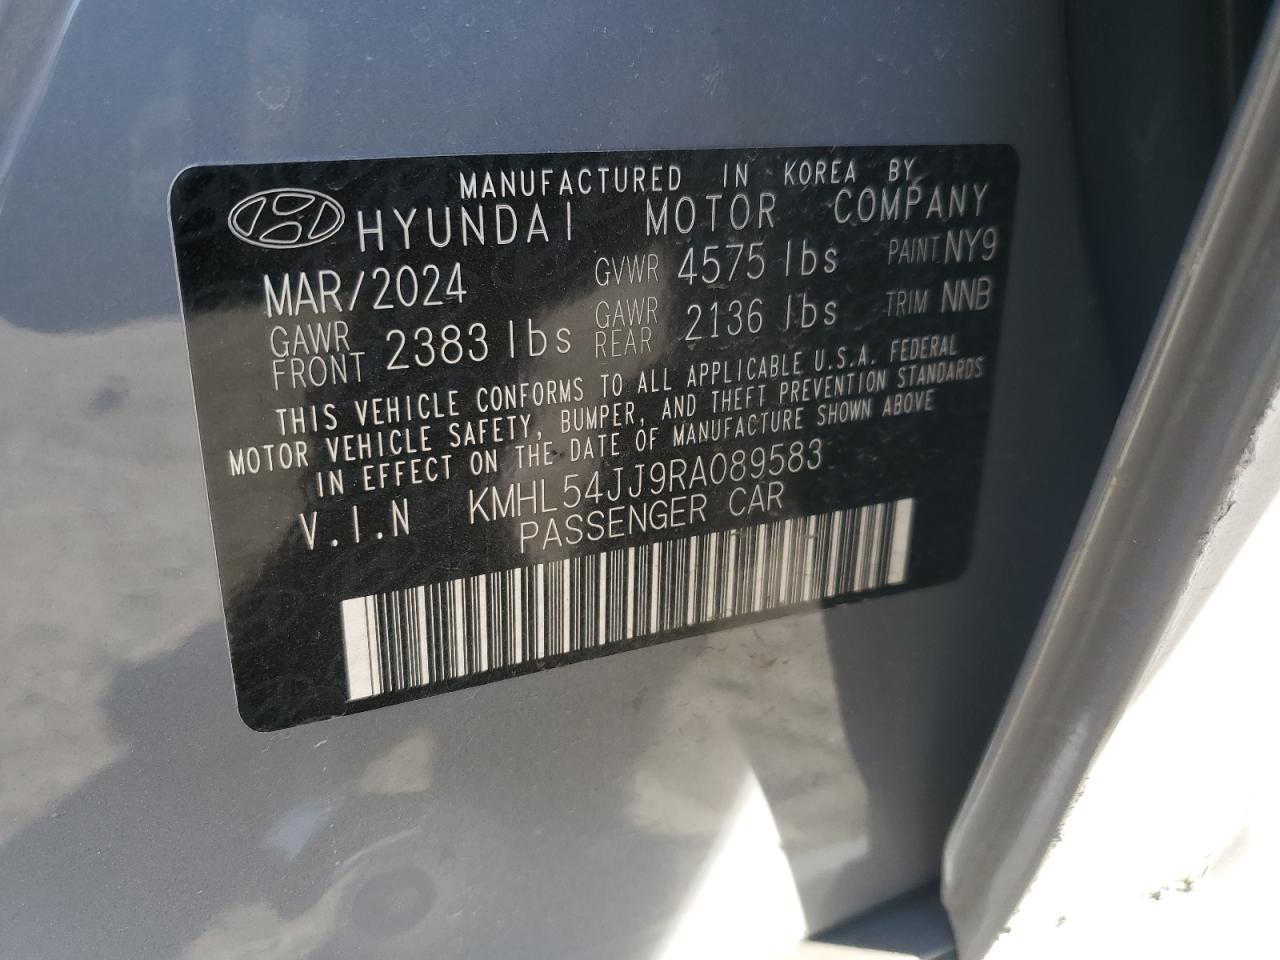 MANUFACTURED IN KOREA BY
HYUNDAI MOTOR COMPANY
MAR/2024 GVWR 4575 lbs PAINT NY9
GAWR FRONT 2383 lbs GAWR REAR 2136 lbs TRIM NNB
THIS VEHICLE CONFORMS TO ALL APPLICABLE U.S.A. FEDERAL
MOTOR VEHICLE SAFETY, BUMPER, AND THEFT PREVENTION STANDARDS
IN EFFECT ON THE DATE OF MANUFACTURE SHOWN ABOVE
V.I.N KMHL54JJ9RA089583
PASSENGER CAR